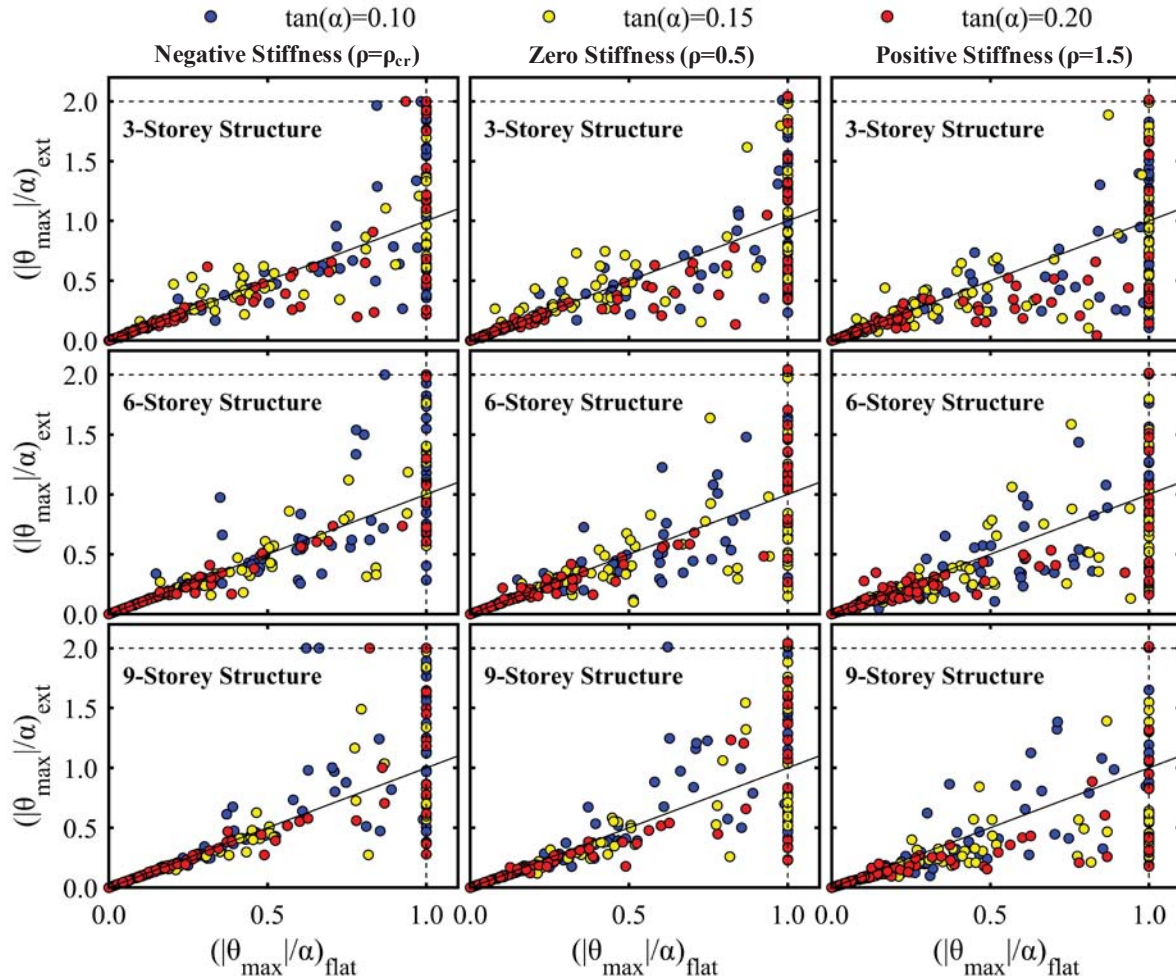 tan(α)=0.10 tan(α)=0.15 tan(α)=0.20
Negative Stiffness (ρ=ρcr) Zero Stiffness (ρ=0.5) Positive Stiffness (ρ=1.5)
2.0
3-Storey Structure 3-Storey Structure 3-Storey Structure
1.5
(|θmax|/α)ext
1.0
0.5
0.0
2.0
6-Storey Structure 6-Storey Structure 6-Storey Structure
1.5
(|θmax|/α)ext
1.0
0.5
0.0
2.0
9-Storey Structure 9-Storey Structure 9-Storey Structure
1.5
(|θmax|/α)ext
1.0
0.5
0.0
0.0 0.5 1.0 0.0 0.5 1.0 0.0 0.5 1.0
(|θmax|/α)flat (|θmax|/α)flat (|θmax|/α)flat